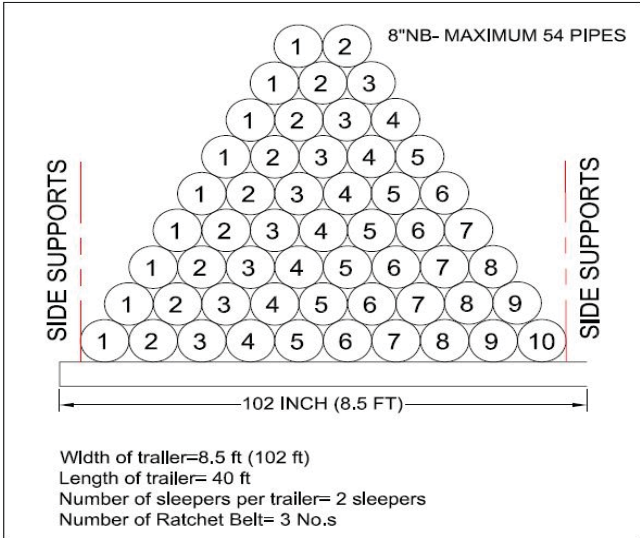 8"NB- MAXIMUM 54 PIPES
1 2
1 2 3
1 2 3 4
1 2 3 4 5
1 2 3 4 5 6
1 2 3 4 5 6 7
1 2 3 4 5 6 7 8
1 2 3 4 5 6 7 8 9
1 2 3 4 5 6 7 8 9 10
SIDE SUPPORTS
SIDE SUPPORTS
102 INCH (8.5 FT)
Width of trailer=8.5 ft (102 ft)
Length of trailer= 40 ft
Number of sleepers per trailer= 2 sleepers
Number of Ratchet Belt= 3 No.s